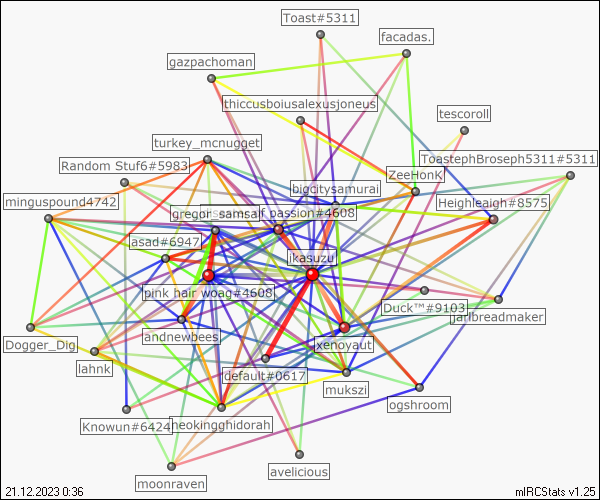 Toast#5311
facadas.
gazpachoman
thiccusboiusalexusjoneus
tescoroll
turkey_mcnugget
ToastephBroseph5311#5311
Random Stuf6#5983
ZeeHonK
bigcitysamurai
minguspound4742
Heighleaigh#8575
gregor samsa
lf passion#4608
asad#6947
ikasuzu
pink hair woag#4608
Duck™#9103
jarlbreadmaker
andnewbees
xenoyaut
Dogger_Dig
lahnk
default#0617
mukszi
ogshroom
Knowun#6424
neokingghidorah
avelicious
moonraven
21.12.2023 0:36
mIRCStats v1.25